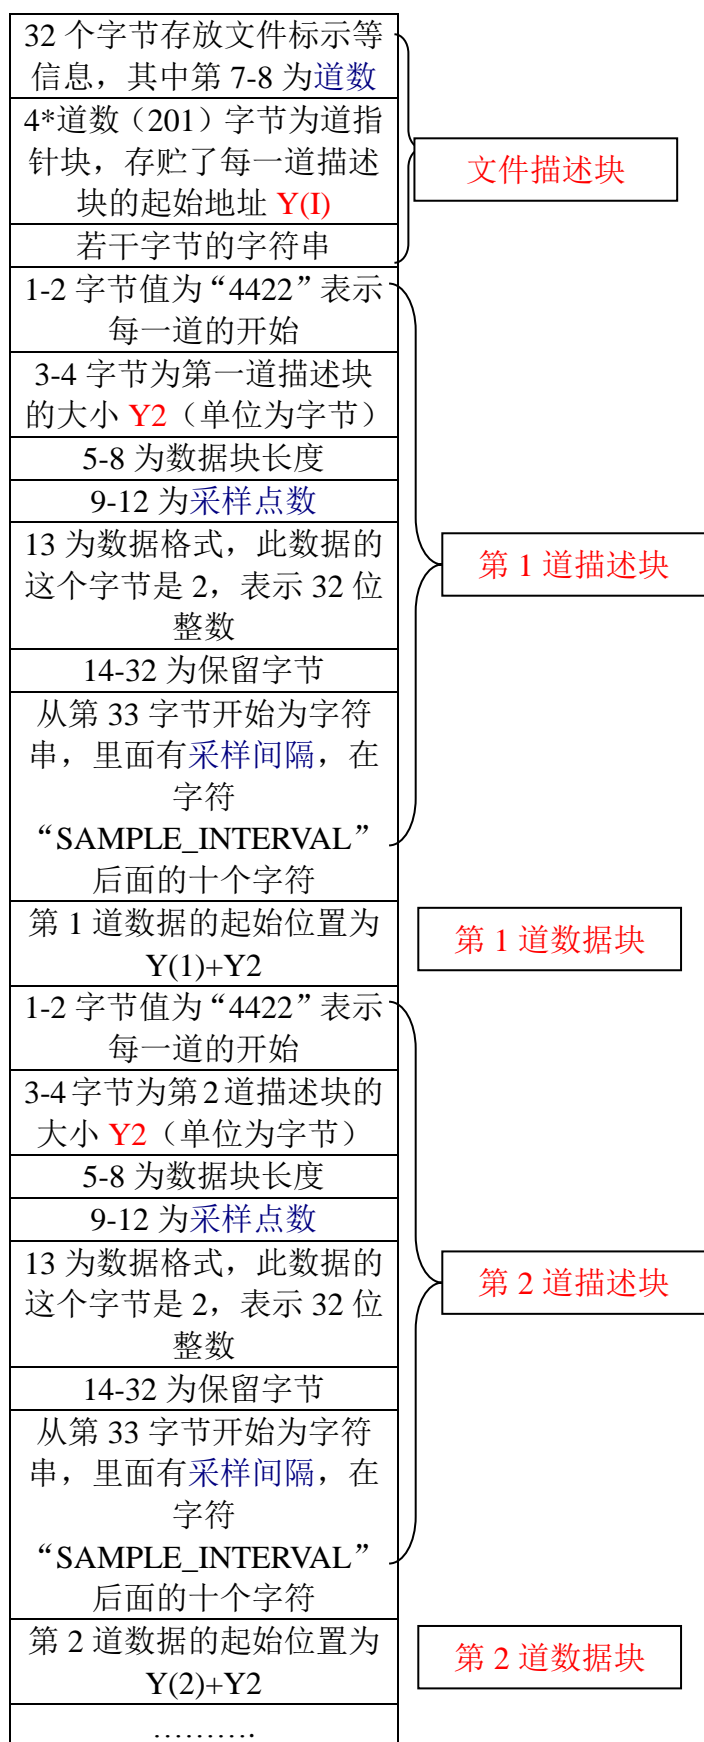 32 个字节存放文件标示等
信息，其中第 7-8 为道数
4*道数（201）字节为道指
针块，存贮了每一道描述
块的起始地址 Y(I)
文件描述块
若干字节的字符串
1-2 字节值为“4422”表示
每一道的开始
3-4 字节为第一道描述块
的大小 Y2（单位为字节）
5-8 为数据块长度
9-12 为采样点数
13 为数据格式，此数据的
这个字节是 2，表示 32 位
整数
第 1 道描述块
14-32 为保留字节
从第 33 字节开始为字符
串，里面有采样间隔，在
字符
“SAMPLE_INTERVAL”
后面的十个字符
第 1 道数据的起始位置为
Y(1)+Y2
第 1 道数据块
1-2 字节值为“4422”表示
每一道的开始
3-4 字节为第 2 道描述块的
大小 Y2（单位为字节）
5-8 为数据块长度
9-12 为采样点数
13 为数据格式，此数据的
这个字节是 2，表示 32 位
整数
第 2 道描述块
14-32 为保留字节
从第 33 字节开始为字符
串，里面有采样间隔，在
字符
“SAMPLE_INTERVAL”
后面的十个字符
第 2 道数据的起始位置为
Y(2)+Y2
第 2 道数据块
……….